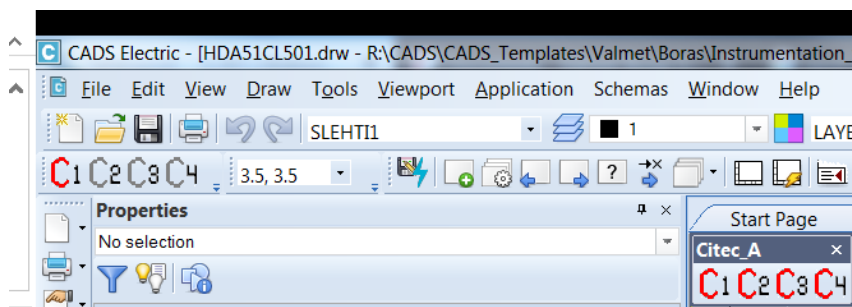 CADS Electric - [HDA51CL501.drw - R:\CADS\CADS_Templates\Valmet\Boras\Instrumentation_
File Edit View Draw Tools Viewport Application Schemas Window Help
SLEHTI1 1 LAYE
C1 C2 C3 C4 3.5, 3.5 ?
Properties
Start Page
No selection
Citec_A
C1 C2 C3 C4